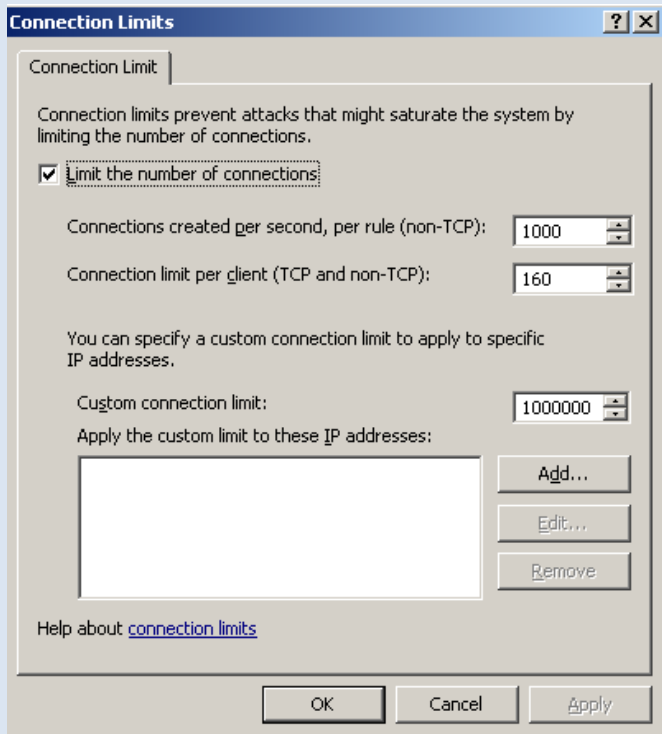 Connection Limits
Connection Limit
Connection limits prevent attacks that might saturate the system by
limiting the number of connections.
Limit the number of connections
Connections created per second, per rule (non-TCP): 1000
Connection limit per client (TCP and non-TCP): 160
You can specify a custom connection limit to apply to specific
IP addresses.
Custom connection limit: 1000000
Apply the custom limit to these IP addresses:
Add...
Edit...
Remove
Help about connection limits
OK Cancel Apply